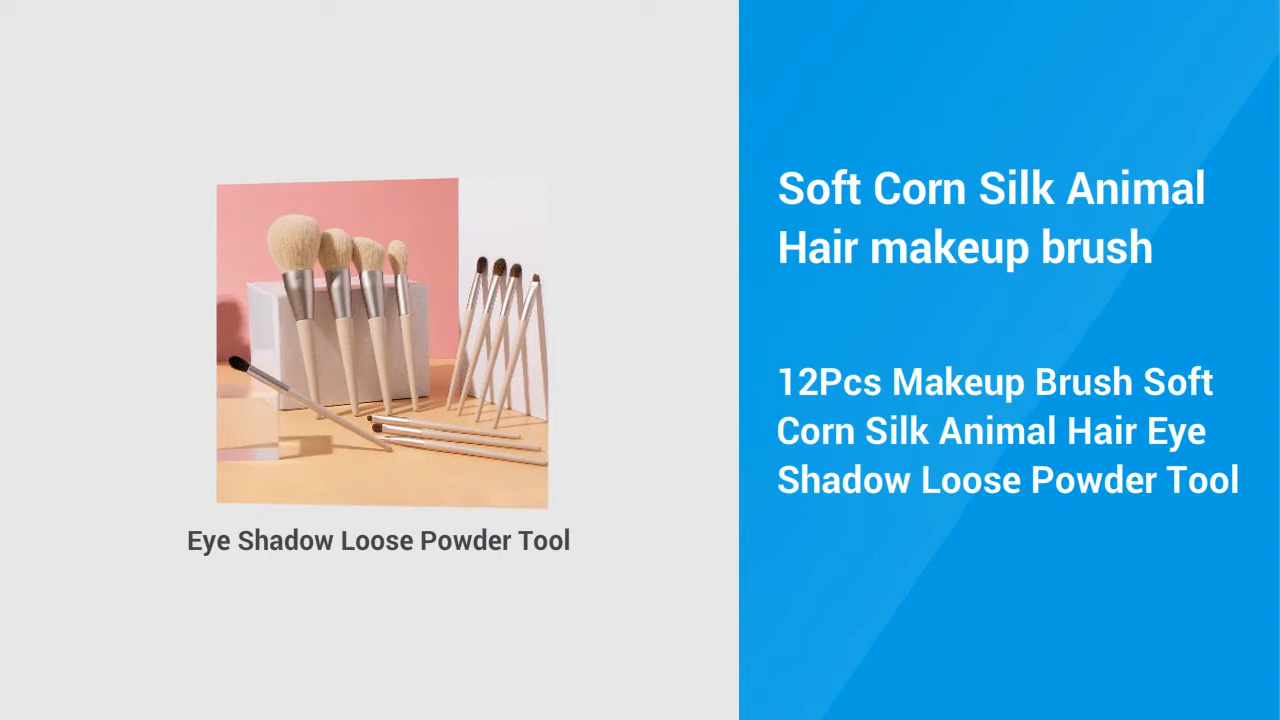 Soft Corn Silk Animal
Hair makeup brush
12Pcs Makeup Brush Soft
Corn Silk Animal Hair Eye
Shadow Loose Powder Tool
Eye Shadow Loose Powder Tool